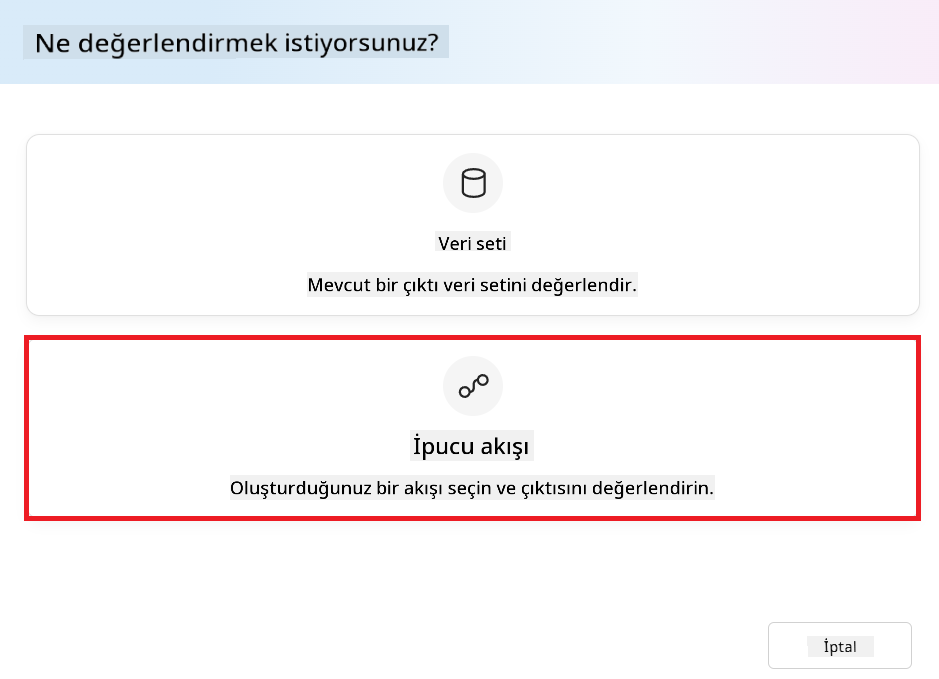 Ne değerlendirmek istiyorsunuz?
Veri seti
Mevcut bir çıktı veri setini değerlendir.
İpucu akışı
Oluşturduğunuz bir akışı seçin ve çıktısını değerlendirin.
İptal